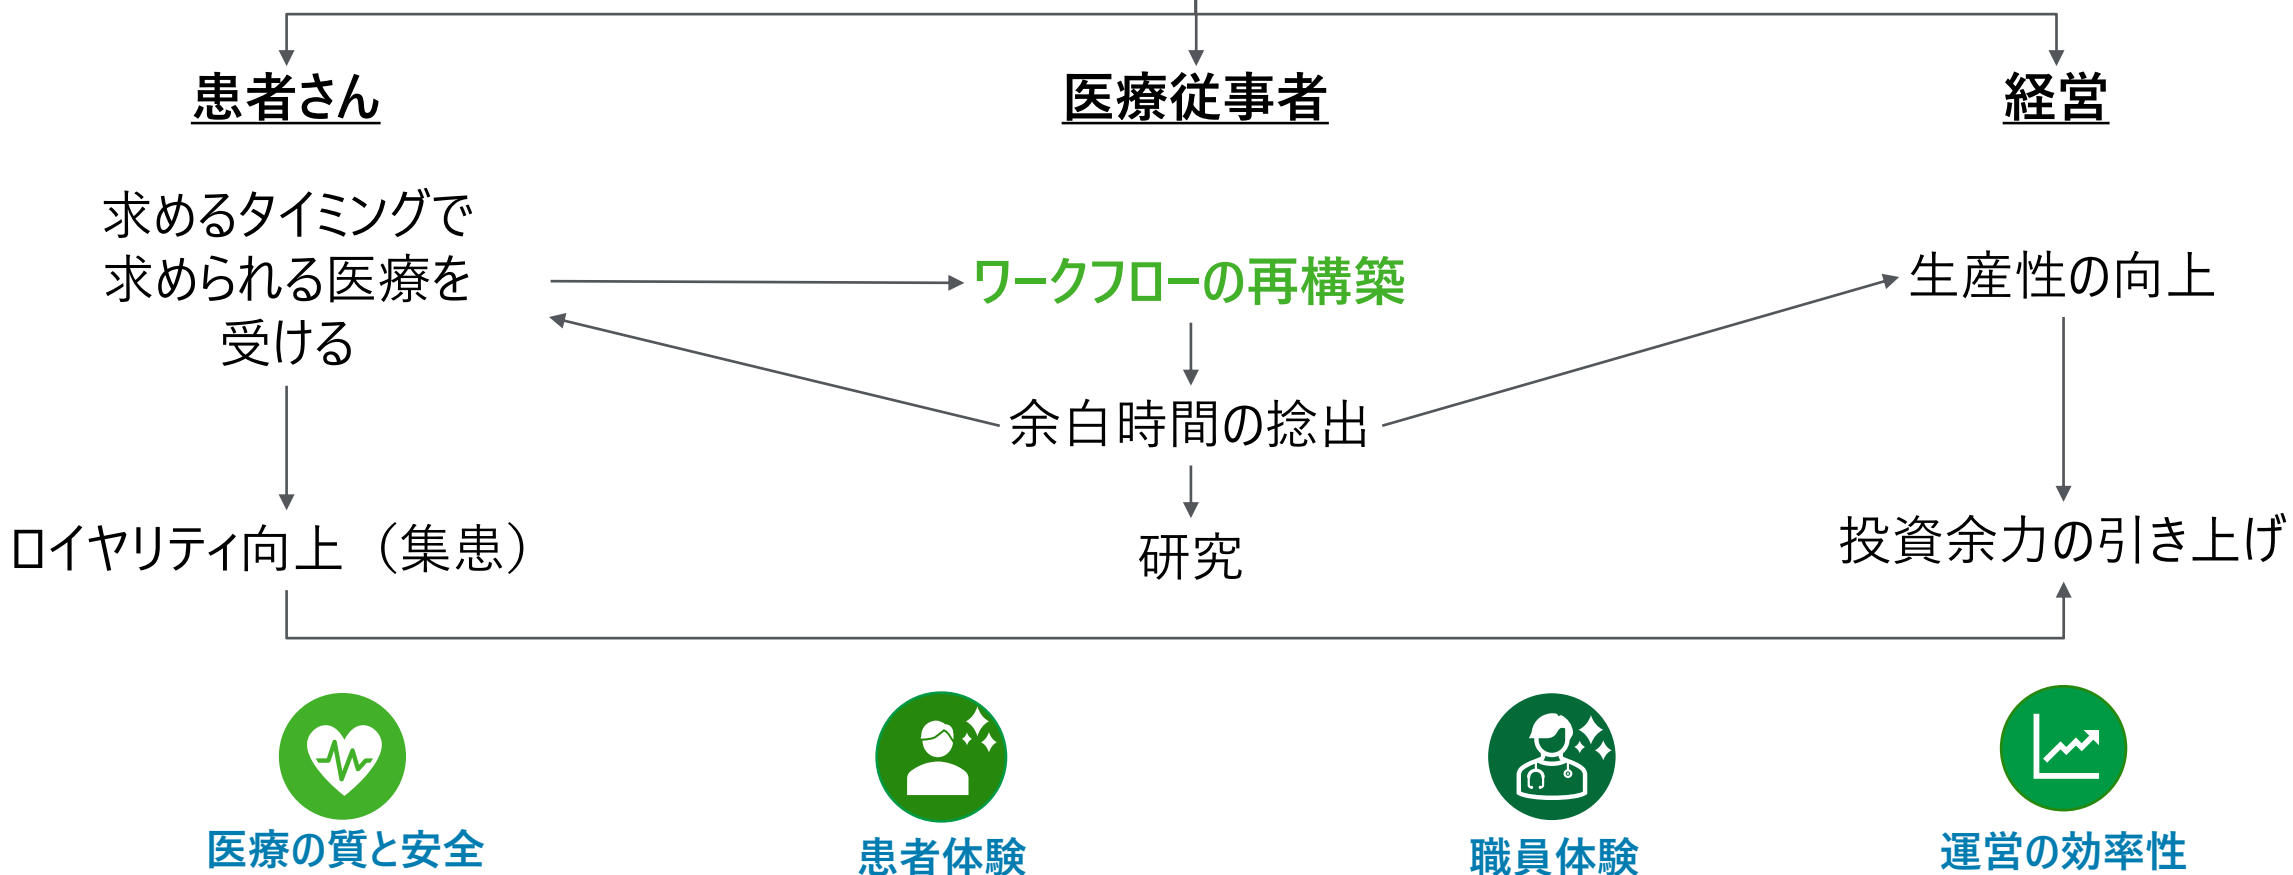 患者さん
医療従事者
経営
求めるタイミングで
求められる医療を
受ける
ワークフローの再構築
生産性の向上
余白時間の捻出
ロイヤリティ向上（集患）
研究
投資余力の引き上げ
医療の質と安全
患者体験
職員体験
運営の効率性